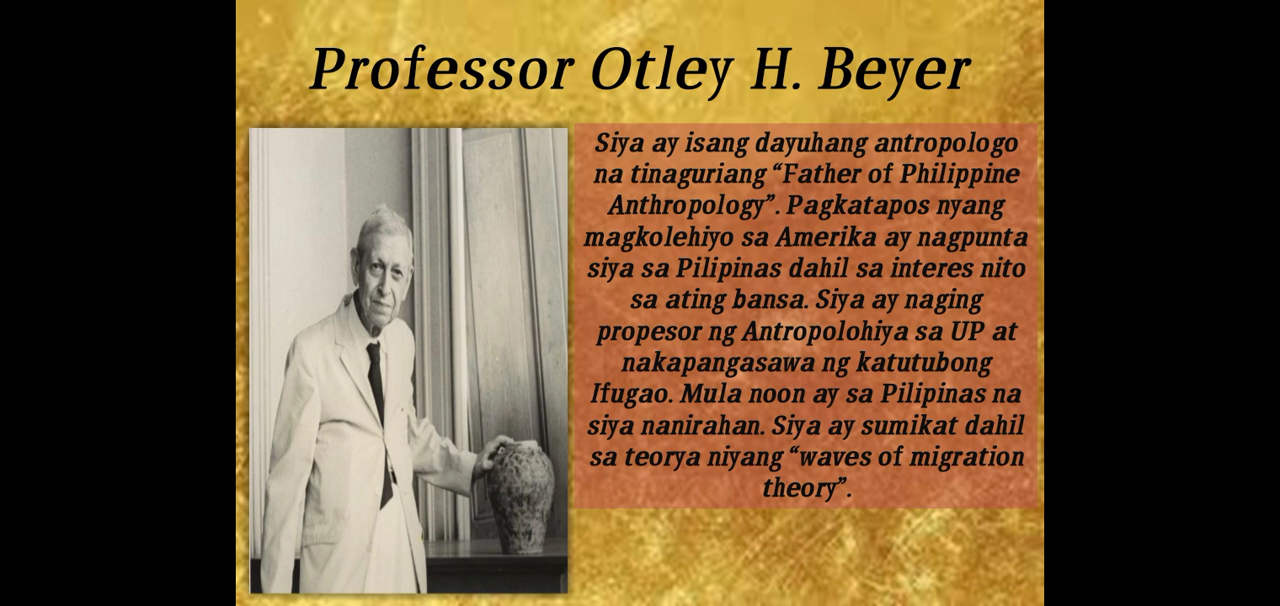 Professor Otley H. Beyer
Siya ay isang dayuhang antropologo
na tinaguriang “Father of Philippine
Anthropology”. Pagkatapos nyang
magkolehiyo sa Amerika ay nagpunta
siya sa Pilipinas dahil sa interes nito
sa ating bansa. Siya ay naging
propesor ng Antropolohiya sa UP at
nakapangasawa ng katutubong
Ifugao. Mula noon ay sa Pilipinas na
siya nanirahan. Siya ay sumikat dahil
sa teorya niyang “waves of migration
theory”.